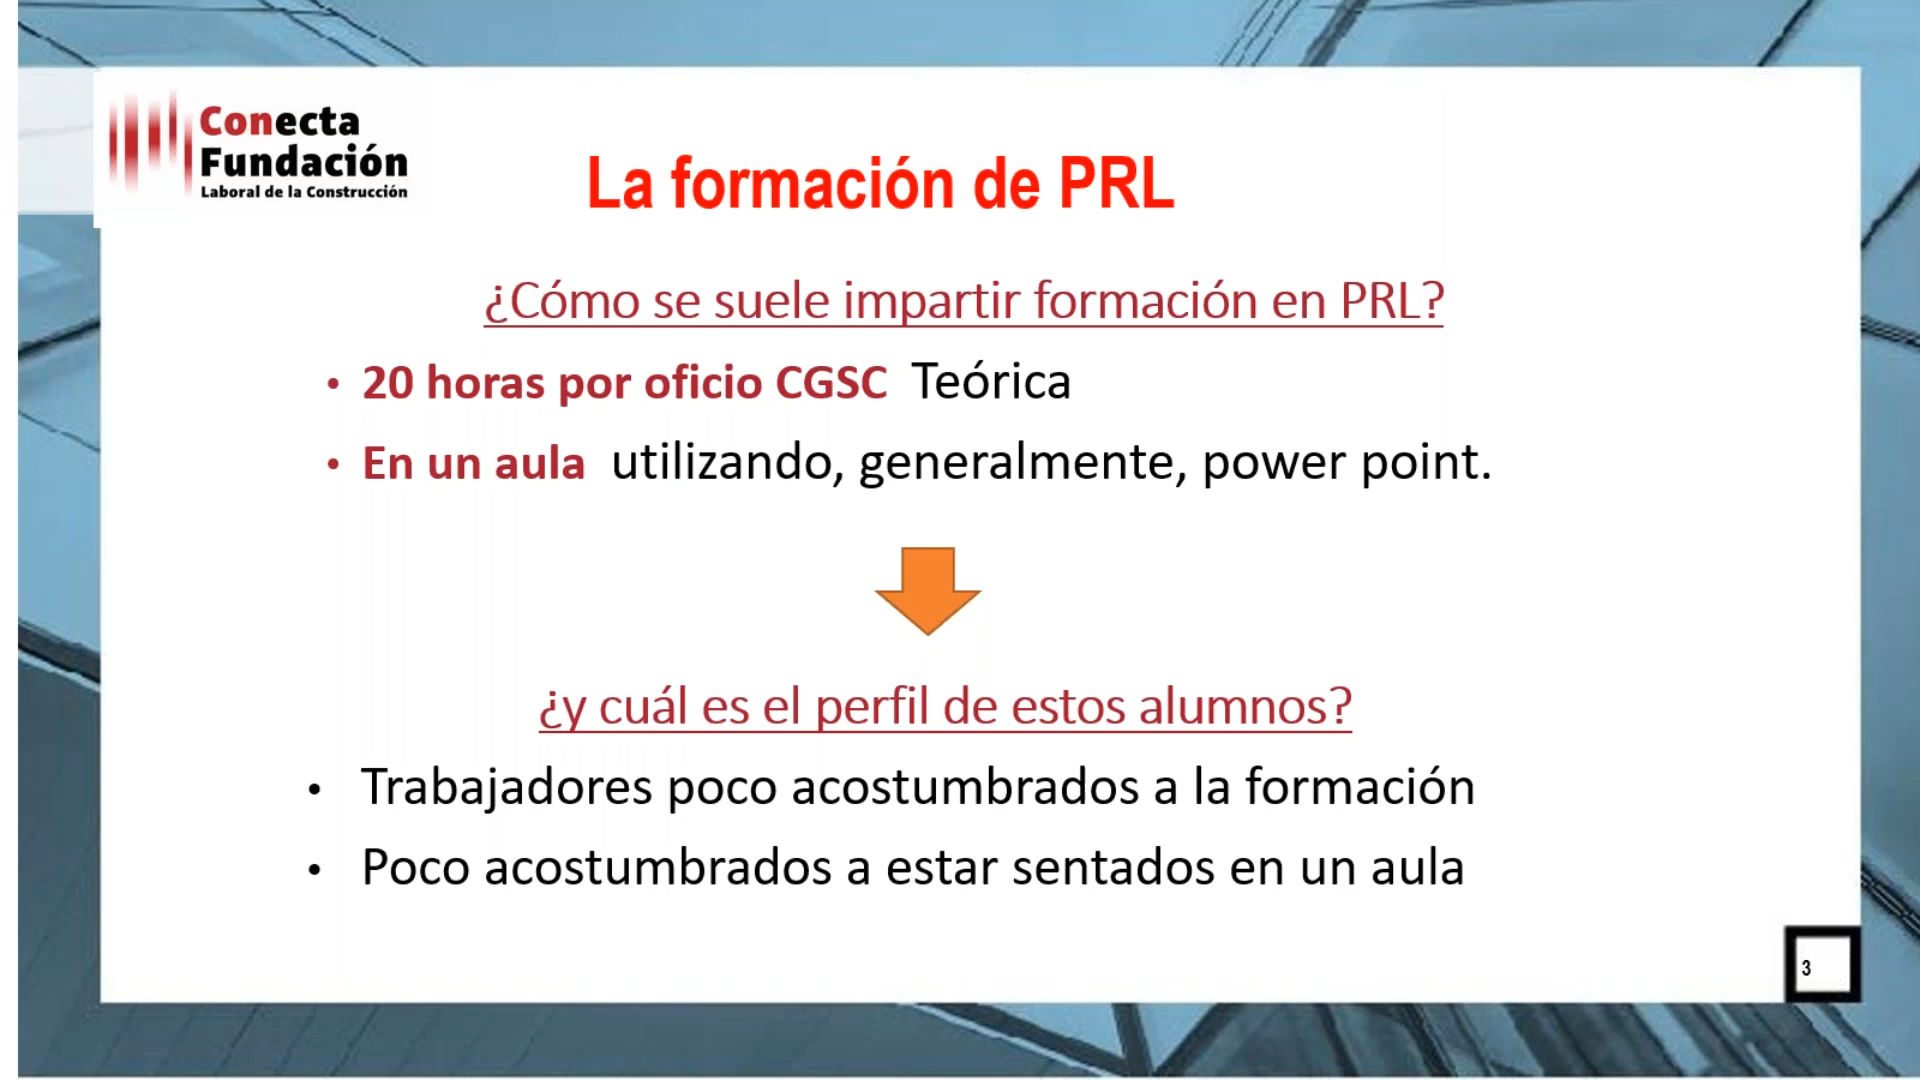 Conecta
Fundación
Laboral de la Construcción
La formación de PRL
¿Cómo se suele impartir formación en PRL?
• 20 horas por oficio CGSC Teórica
• En un aula utilizando, generalmente, power point.
¿y cuál es el perfil de estos alumnos?
• Trabajadores poco acostumbrados a la formación
• Poco acostumbrados a estar sentados en un aula
3